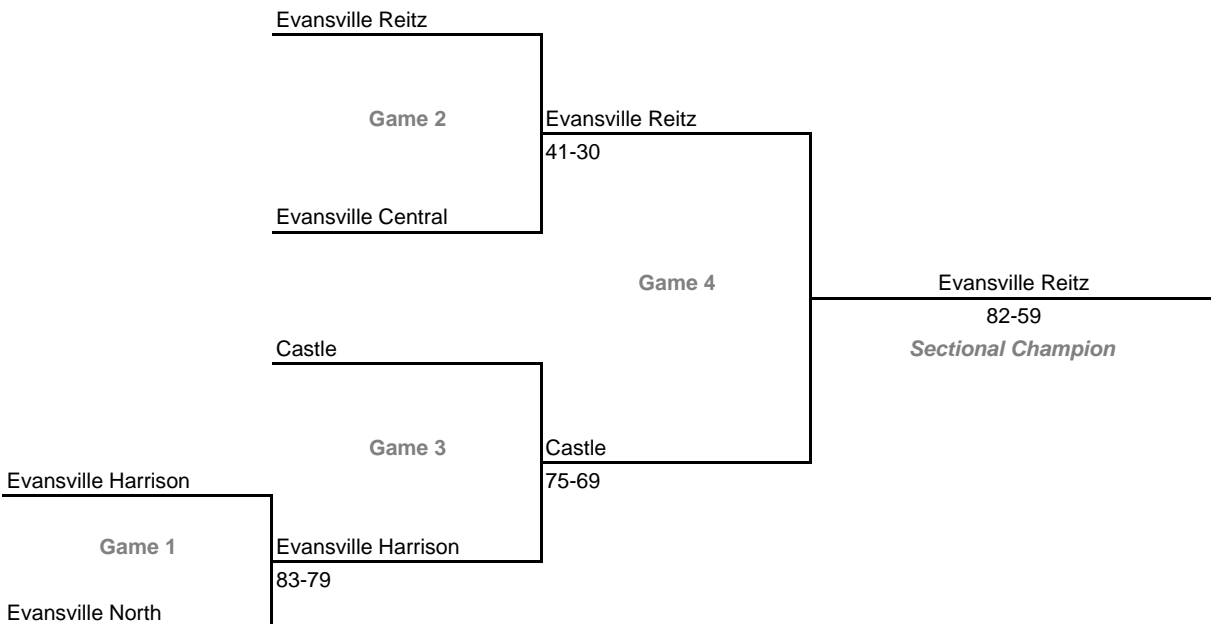 Evansville Reitz
Game 2
Evansville Reitz
41-30
Evansville Central
Game 4
Evansville Reitz
82-59
Sectional Champion
Castle
Game 3
Castle
75-69
Evansville Harrison
Game 1
Evansville Harrison
83-79
Evansville North